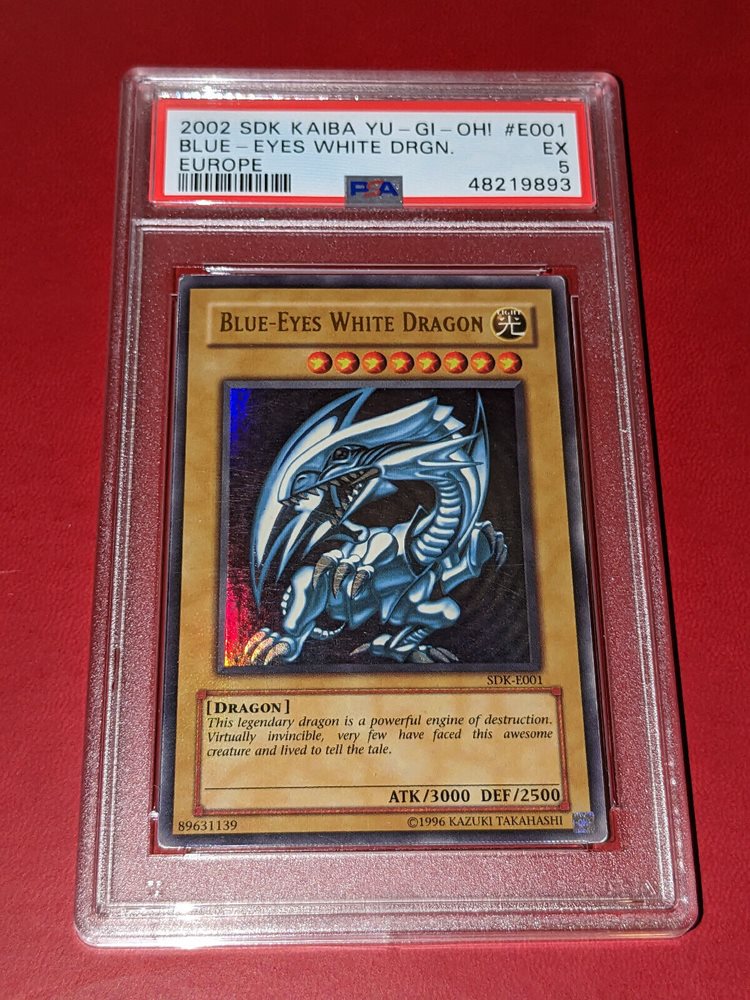 2002 SDK KAIBA YU-GI-OH! #E001
BLUE-EYES WHITE DRGN. EX
EUROPE 5
PSA 48219893
BLUE-EYES WHITE DRAGON LIGHT
光
SDK-E001
[DRAGON]
This legendary dragon is a powerful engine of destruction.
Virtually invincible, very few have faced this awesome
creature and lived to tell the tale.
ATK/3000 DEF/2500
89631139 ©1996 KAZUKI TAKAHASHI